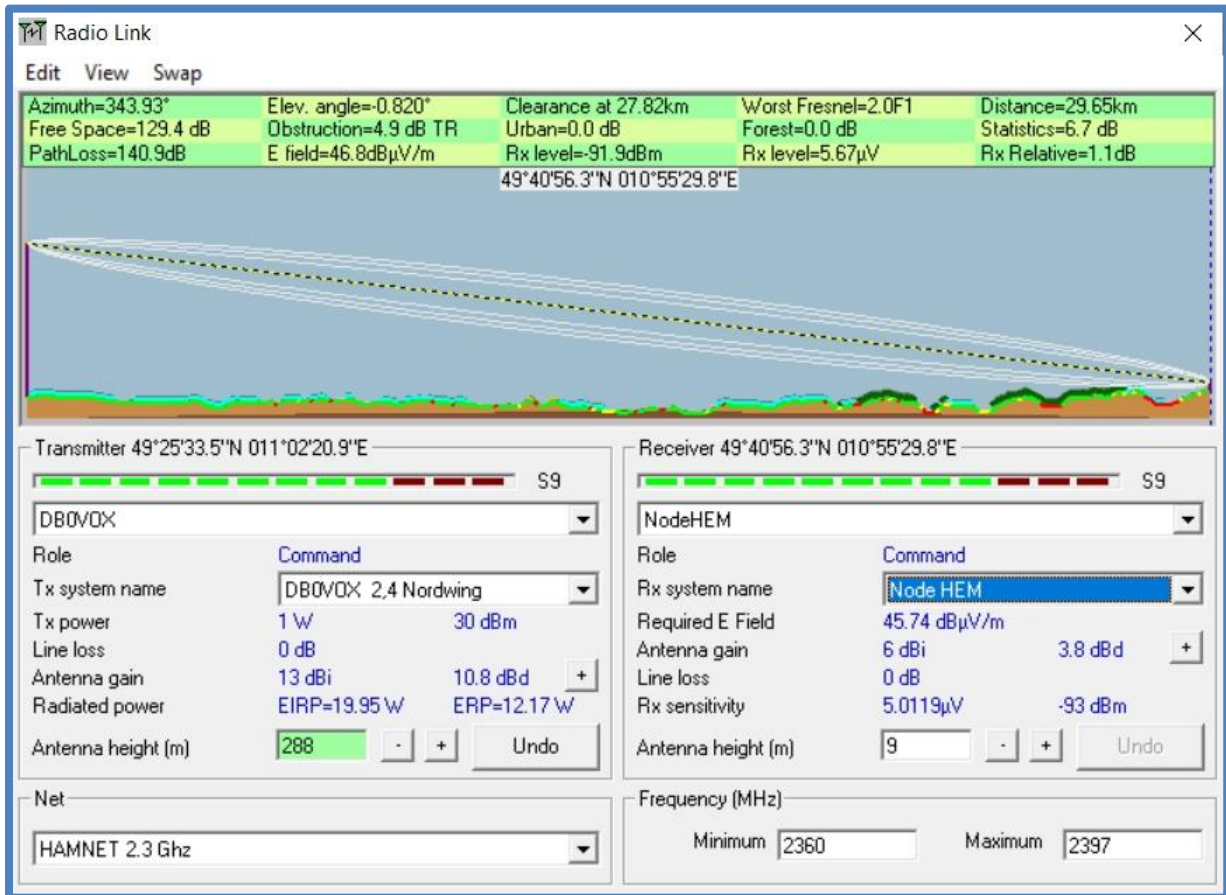 Radio Link
Edit View Swap
Azimuth=343.93° Elev. angle=-0.820° Clearance at 27.82km Worst Fresnel=2.0F1 Distance=29.65km
Free Space=129.4 dB Obstruction=4.9 dB TR Urban=0.0 dB Forest=0.0 dB Statistics=6.7 dB
PathLoss=140.9dB E field=46.8dBµV/m Rx level=-91.9dBm Rx level=5.67µV Rx Relative=1.1dB
49°40'56.3"N 010°55'29.8"E
Transmitter 49°25'33.5"N 011°02'20.9"E
S9
DB0VOX
Role Command
Tx system name DB0VOX 2,4 Nordwing
Tx power 1 W 30 dBm
Line loss 0 dB
Antenna gain 13 dBi 10.8 dBd +
Radiated power EIRP=19.95 W ERP=12.17 W
Antenna height (m) 288 - + Undo
Receiver 49°40'56.3"N 010°55'29.8"E
S9
NodeHEM
Role Command
Rx system name Node HEM
Required E Field 45.74 dBµV/m
Antenna gain 6 dBi 3.8 dBd +
Line loss 0 dB
Rx sensitivity 5.0119µV -93 dBm
Antenna height (m) 9 - + Undo
Net
HAMNET 2.3 Ghz
Frequency (MHz)
Minimum 2360 Maximum 2397